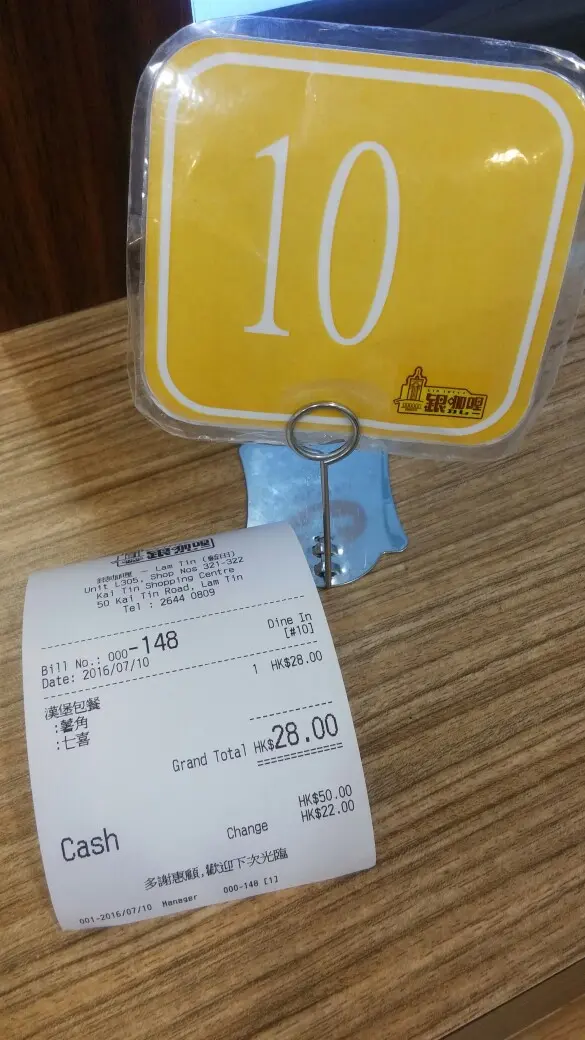 10
銀咖喱
銀咖喱 - Lam Tin (藍田)
Unit L305, Shop Nos 321-322
Kai Tin Shopping Centre
50 Kai Tin Road, Lam Tin
Tel : 2644 0809
Dine In
Bill No.: 000-148 [#10]
Date: 2016/07/10
漢堡包餐 1 HK$28.00
:薯角
:七喜
Grand Total HK$28.00
Cash HK$50.00
Change HK$22.00
多謝惠顧,歡迎下次光臨
001-2016/07/10 Manager 000-148 [1]